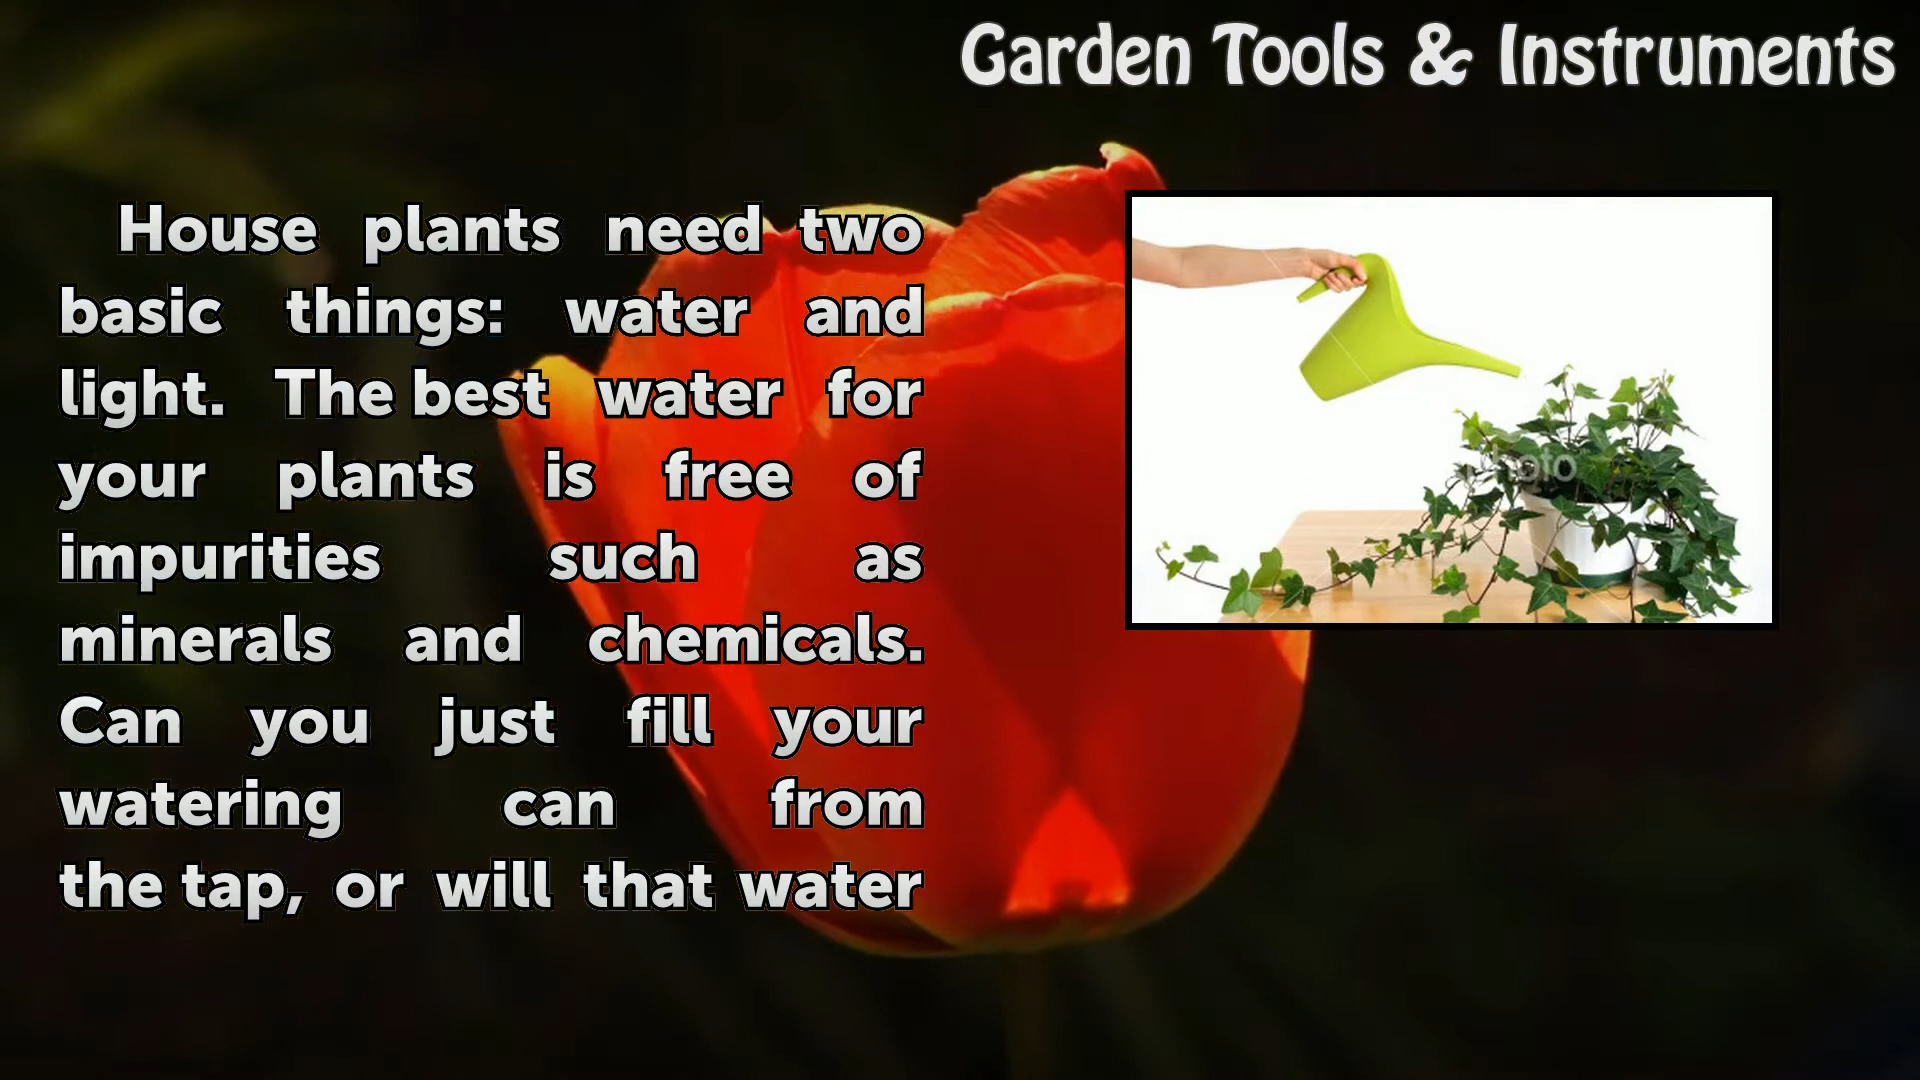 Garden Tools & Instruments
House plants need two
basic things: water and
light. The best water for
your plants is free of
impurities such as
minerals and chemicals.
Can you just fill your
watering can from
the tap, or will that water
photo